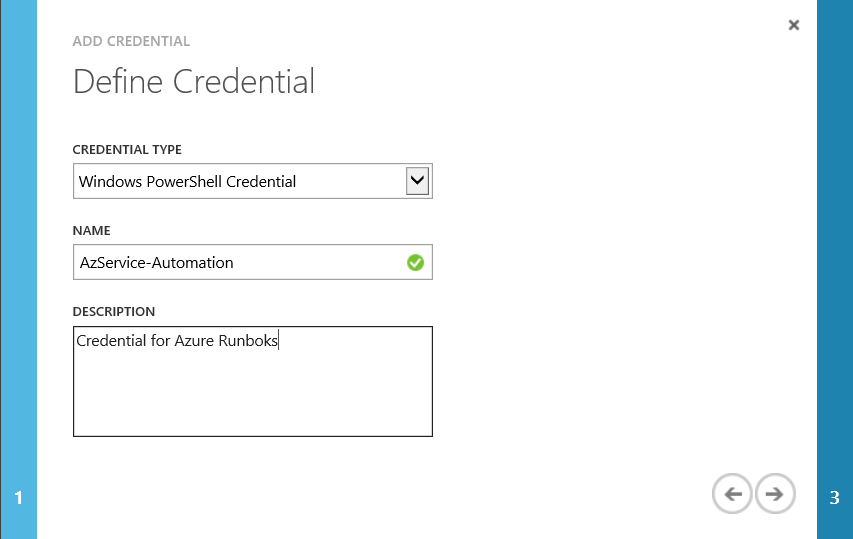 ADD CREDENTIAL
Define Credential
CREDENTIAL TYPE
Windows PowerShell Credential
NAME
AzService-Automation
DESCRIPTION
Credential for Azure Runboks
1
3